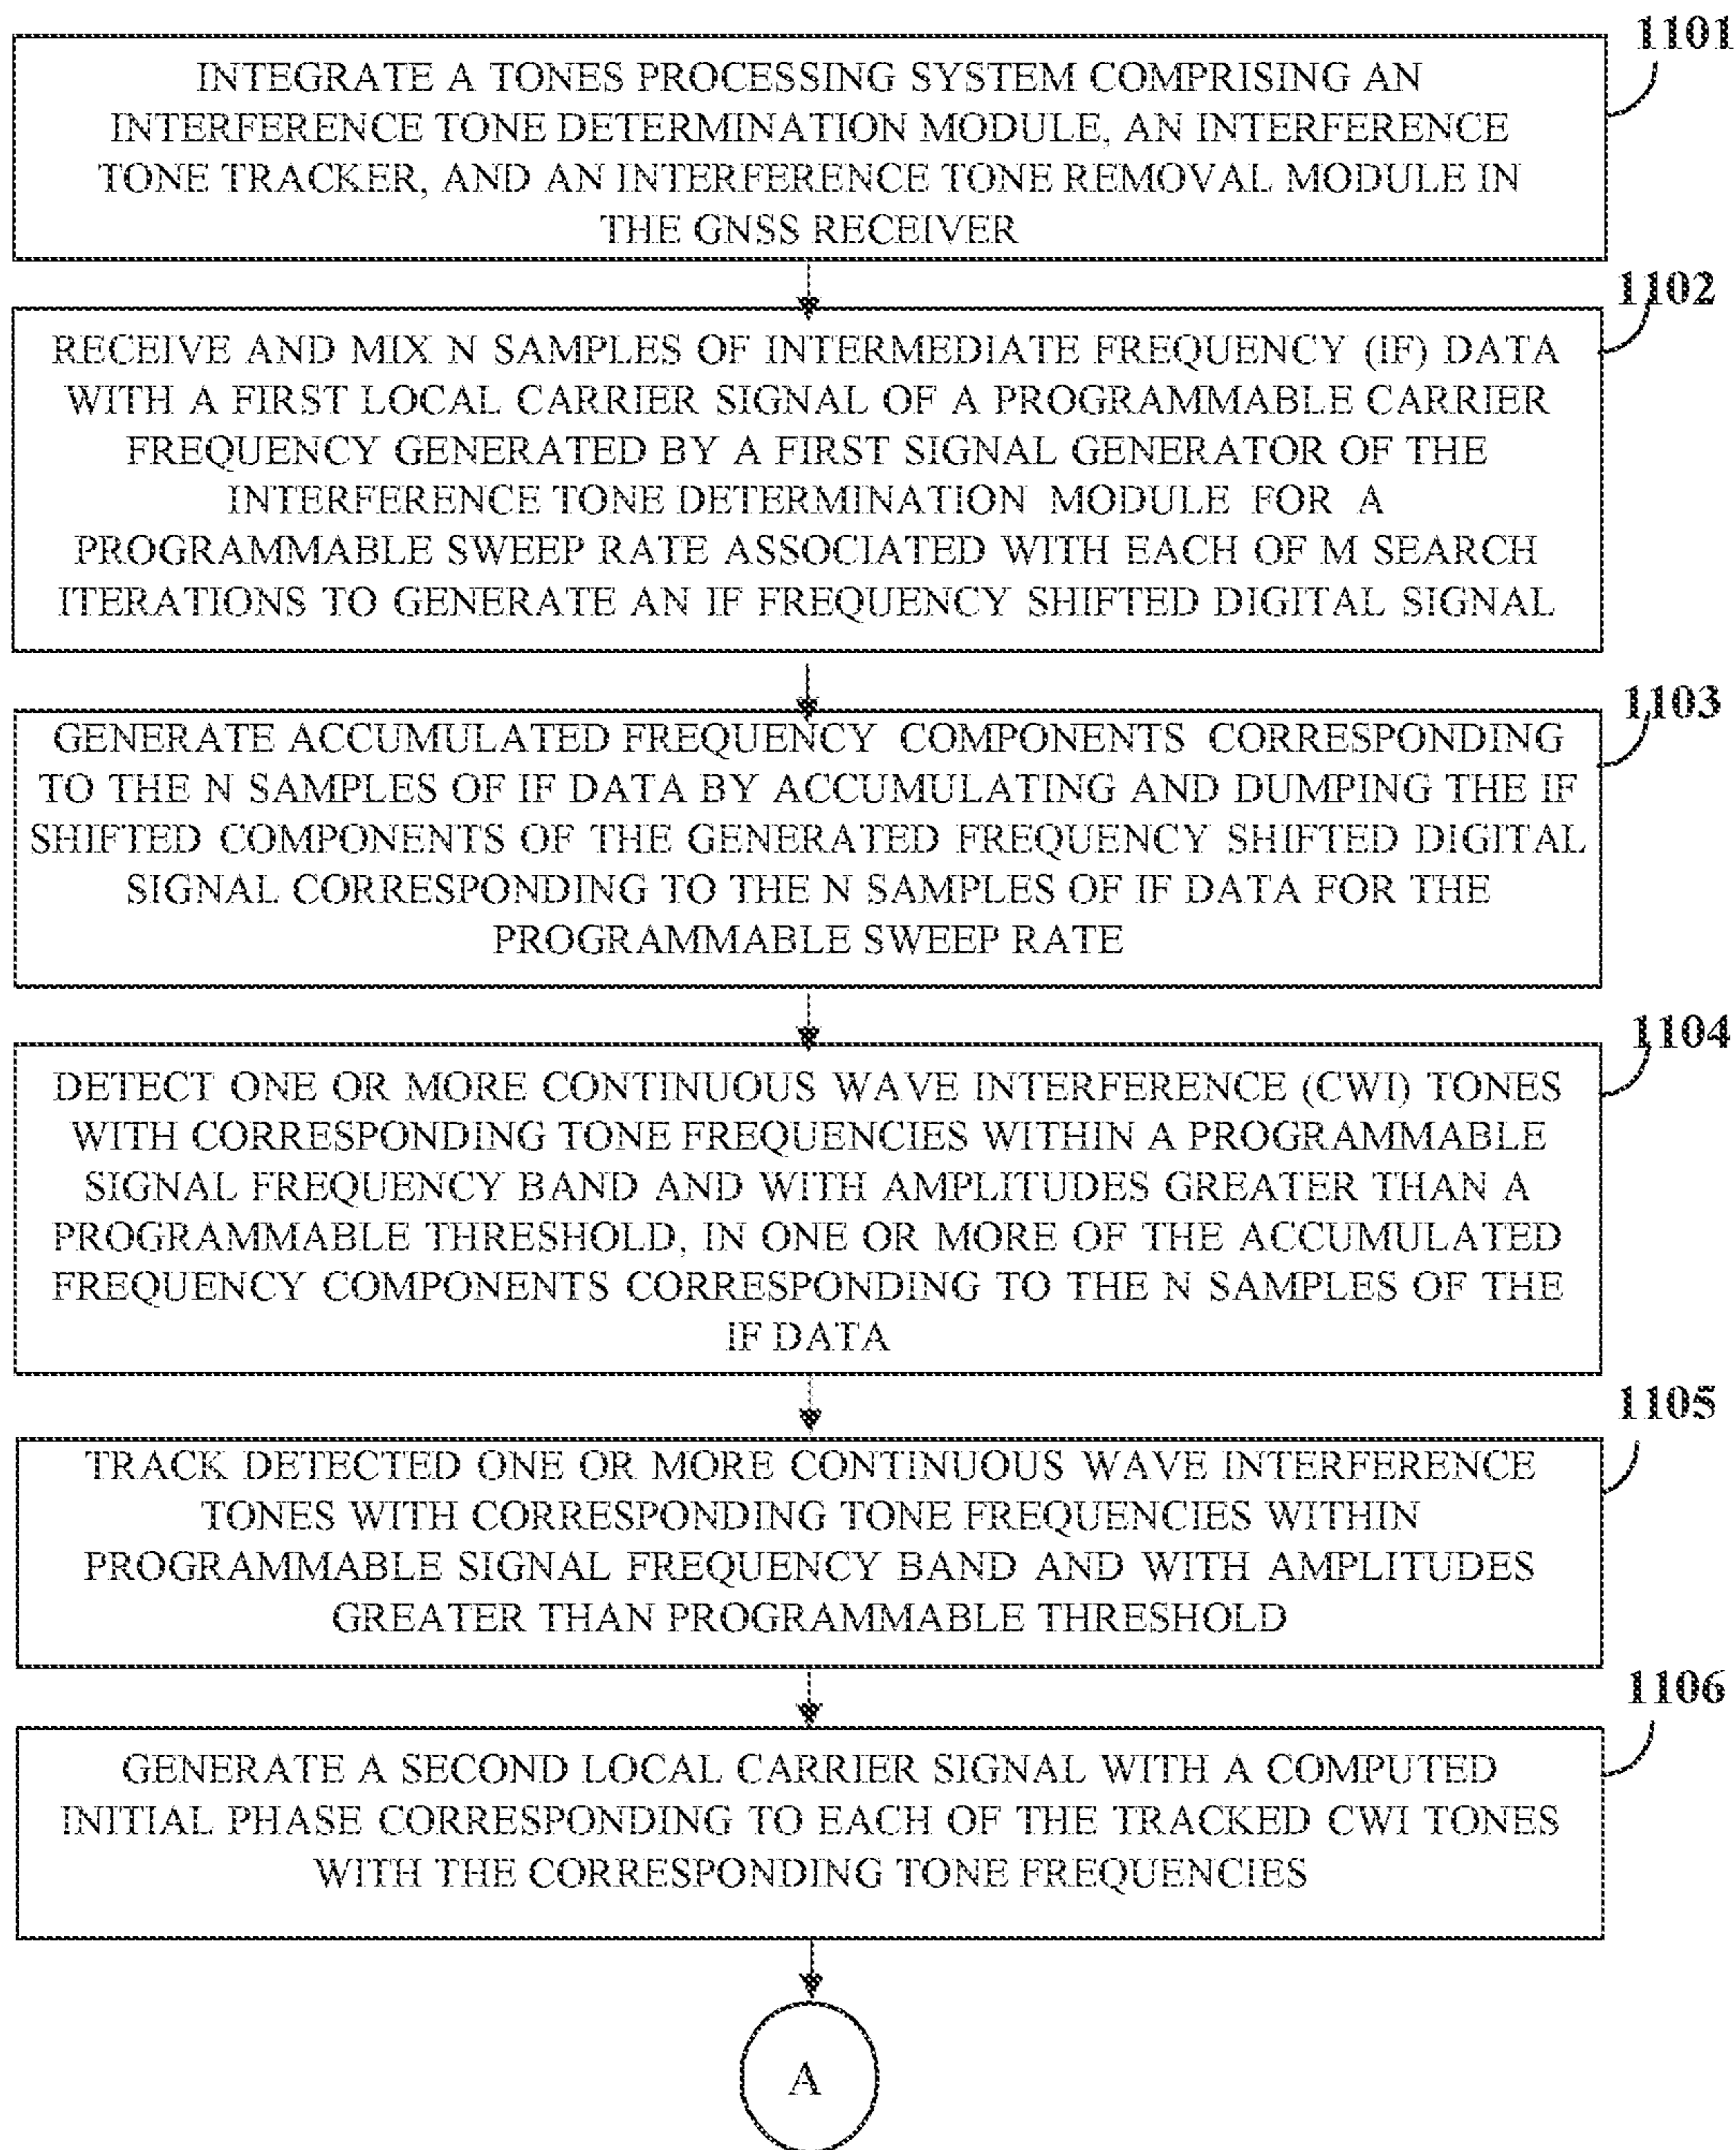 1101
INTEGRATE A TONES PROCESSING SYSTEM COMPRISING AN
INTERFERENCE TONE DETERMINATION MODULE, AN INTERFERENCE
TONE TRACKER, AND AN INTERFERENCE TONE REMOVAL MODULE IN
THE GNSS RECEIVER
1102
RECEIVE AND MIX N SAMPLES OF INTERMEDIATE FREQUENCY (IF) DATA
WITH A FIRST LOCAL CARRIER SIGNAL OF A PROGRAMMABLE CARRIER
FREQUENCY GENERATED BY A FIRST SIGNAL GENERATOR OF THE
INTERFERENCE TONE DETERMINATION MODULE FOR A
PROGRAMMABLE SWEEP RATE ASSOCIATED WITH EACH OF M SEARCH
ITERATIONS TO GENERATE AN IF FREQUENCY SHIFTED DIGITAL SIGNAL
1103
GENERATE ACCUMULATED FREQUENCY COMPONENTS CORRESPONDING
TO THE N SAMPLES OF IF DATA BY ACCUMULATING AND DUMPING THE IF
SHIFTED COMPONENTS OF THE GENERATED FREQUENCY SHIFTED DIGITAL
SIGNAL CORRESPONDING TO THE N SAMPLES OF IF DATA FOR THE
PROGRAMMABLE SWEEP RATE
1104
DETECT ONE OR MORE CONTINUOUS WAVE INTERFERENCE (CWI) TONES
WITH CORRESPONDING TONE FREQUENCIES WITHIN A PROGRAMMABLE
SIGNAL FREQUENCY BAND AND WITH AMPLITUDES GREATER THAN A
PROGRAMMABLE THRESHOLD, IN ONE OR MORE OF THE ACCUMULATED
FREQUENCY COMPONENTS CORRESPONDING TO THE N SAMPLES OF THE
IF DATA
1105
TRACK DETECTED ONE OR MORE CONTINUOUS WAVE INTERFERENCE
TONES WITH CORRESPONDING TONE FREQUENCIES WITHIN
PROGRAMMABLE SIGNAL FREQUENCY BAND AND WITH AMPLITUDES
GREATER THAN PROGRAMMABLE THRESHOLD
1106
GENERATE A SECOND LOCAL CARRIER SIGNAL WITH A COMPUTED
INITIAL PHASE CORRESPONDING TO EACH OF THE TRACKED CWI TONES
WITH THE CORRESPONDING TONE FREQUENCIES
A